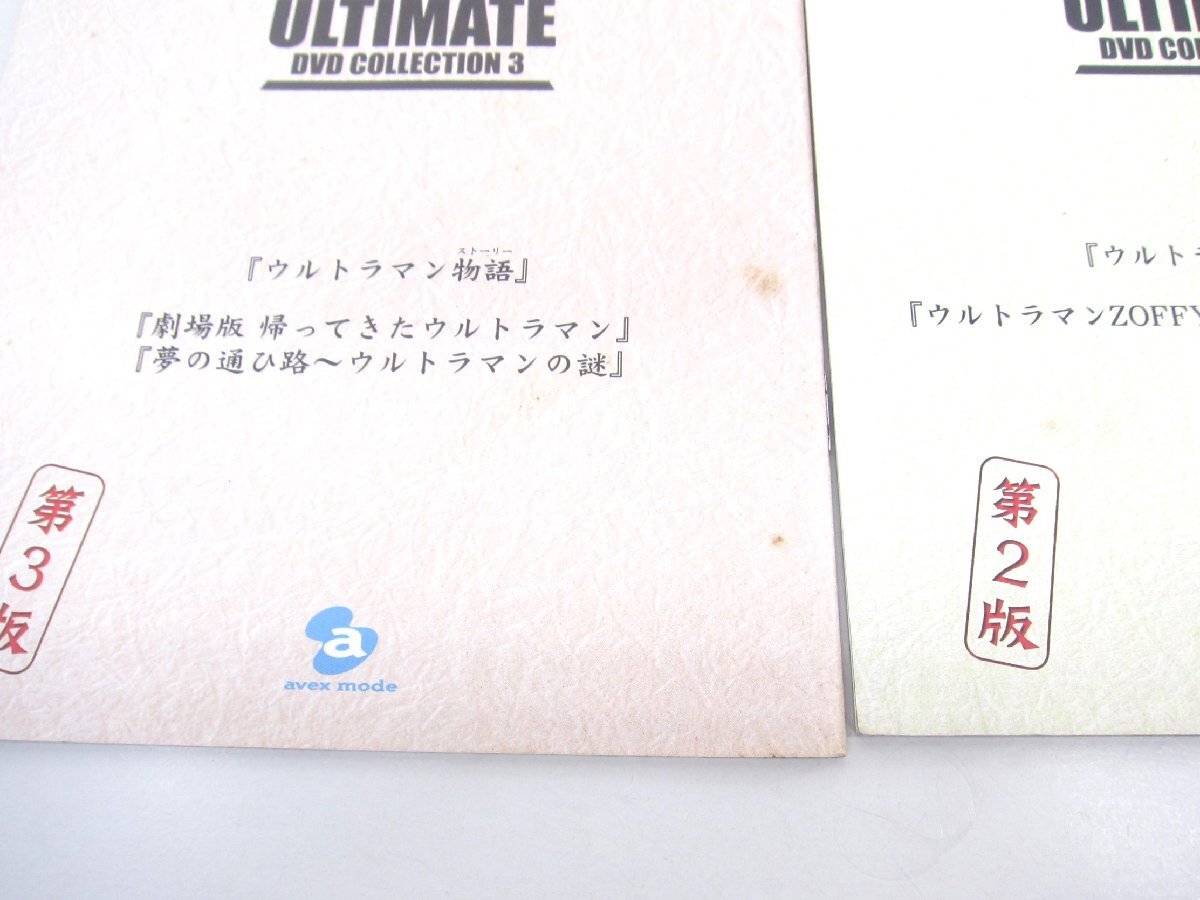 ULTIMATE
DVD COLLECTION 3
ストーリー
『ウルトラマン物語』
『劇場版 帰ってきたウルトラマン』
『夢の通ひ路～ウルトラマンの謎』
第3版
a
avex mode
DVD
『ウルト
『ウルトラマンZOFFY
第2版